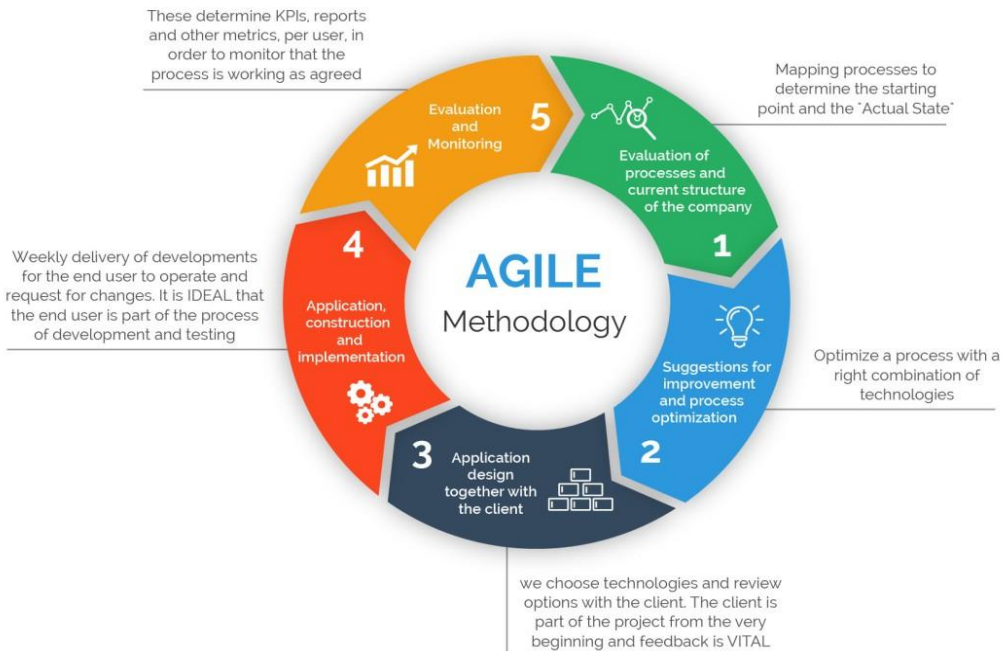 These determine KPIs, reports
and other metrics, per user, in
order to monitor that the
process is working as agreed
Evaluation
and
Monitoring
5
Mapping processes to
determine the starting
point and the "Actual State"
Evaluation of
processes and
current structure
of the company
1
AGILE
Methodology
Weekly delivery of developments
for the end user to operate and
request for changes. It is IDEAL that
the end user is part of the process
of development and testing
4
Application,
construction
and
implementation
Suggestions for
improvement
and process
optimization
2
Optimize a process with a
right combination of
technologies
3
Application
design
together with
the client
we choose technologies and review
options with the client. The client is
part of the project from the very
beginning and feedback is VITAL